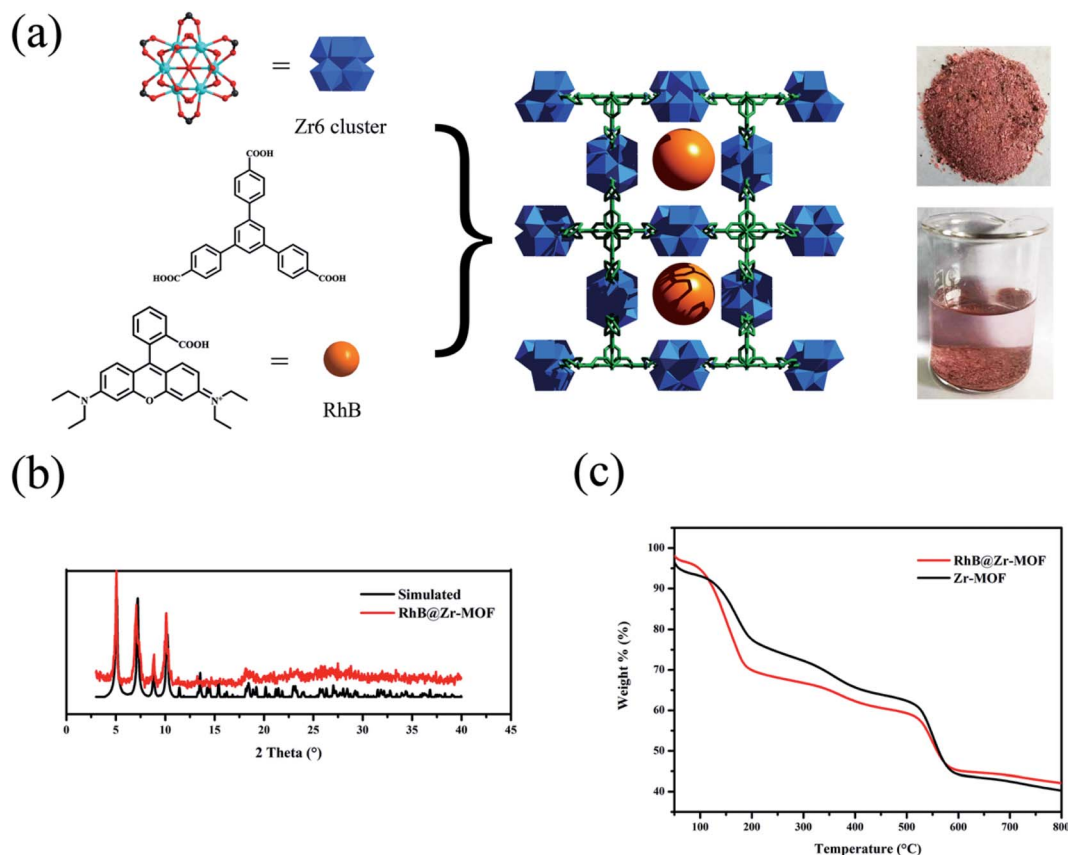 (a)
=
Zr6 cluster
COOH
HOOC
COOH
COOH
N
O
N+
=
RhB
(b)
Simulated
RhB@Zr-MOF
0 5 10 15 20 25 30 35 40 45
2 Theta (°)
(c)
RhB@Zr-MOF
Zr-MOF
100
90
80
70
60
50
40
Weight % (%)
100 200 300 400 500 600 700 800
Temperature (°C)